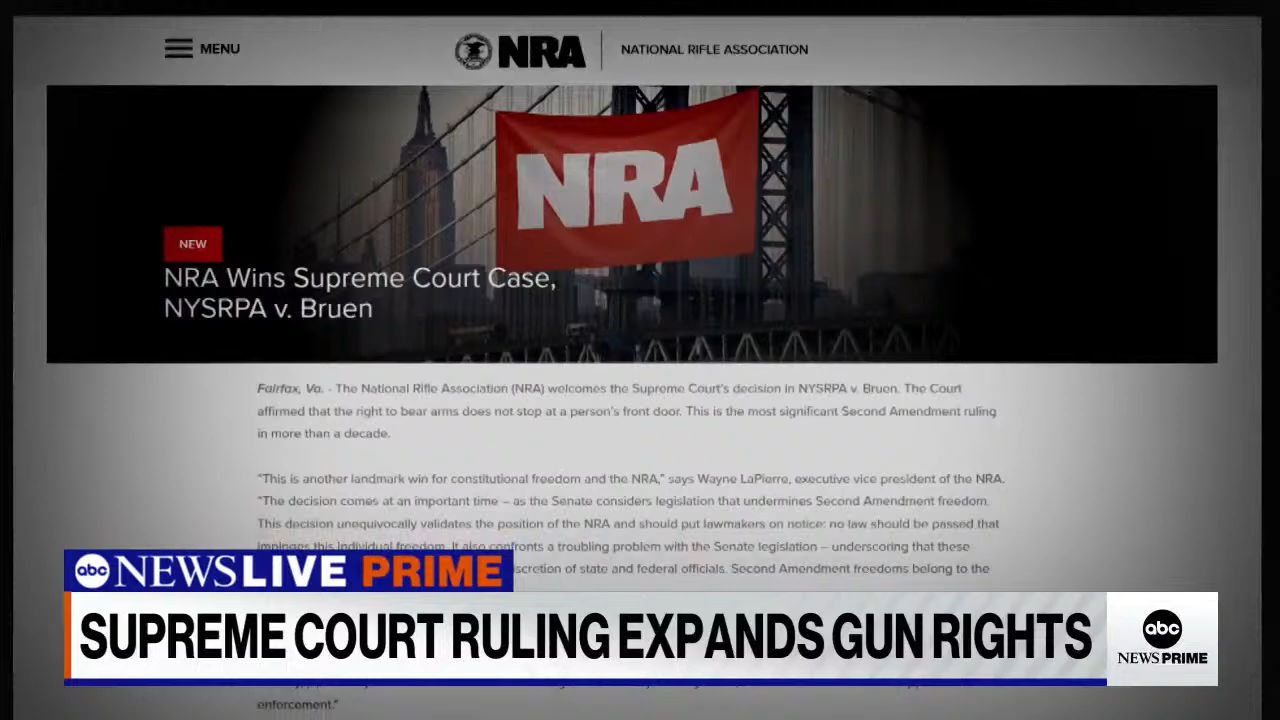 MENU
NRA
NATIONAL RIFLE ASSOCIATION
NRA
NEW
NRA Wins Supreme Court Case,
NYSRPA v. Bruen
Fairfax, Va. - The National Rifle Association (NRA) welcomes the Supreme Court's decision in NYSRPA v. Bruen. The Court
affirmed that the right to bear arms does not stop at a person's front door. This is the most significant Second Amendment ruling
in more than a decade.
"This is another landmark win for constitutional freedom and the NRA," says Wayne LaPierre, executive vice president of the NRA.
"The decision comes at an important time – as the Senate considers legislation that undermines Second Amendment freedom.
This decision unequivocally validates the position of the NRA and should put lawmakers on notice: no law should be passed that
impinges this individual freedom. It also confronts a troubling problem with the Senate legislation – underscoring that these
discretion of state and federal officials. Second Amendment freedoms belong to the
abc NEWS LIVE PRIME
SUPREME COURT RULING EXPANDS GUN RIGHTS
abc
NEWS PRIME
enforcement."